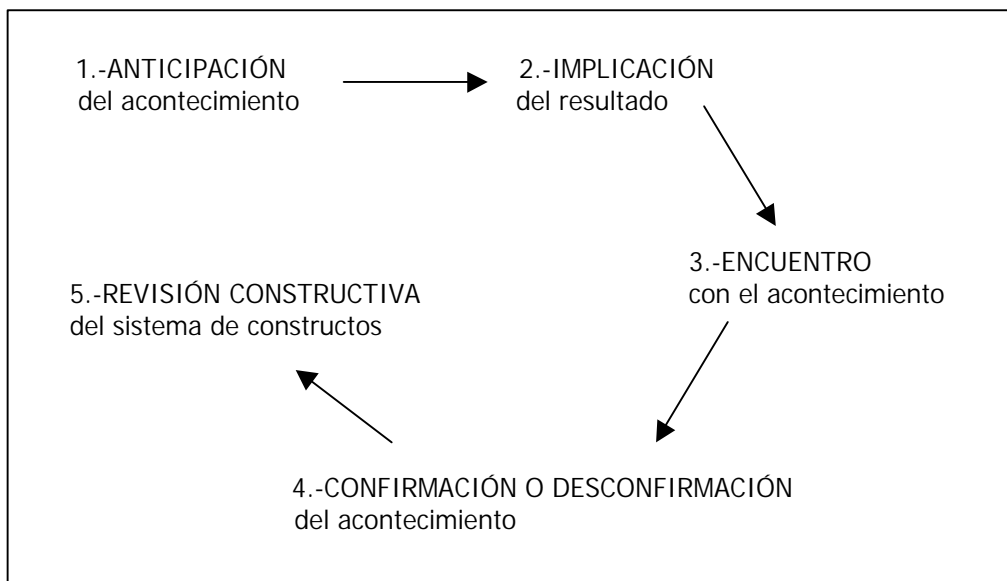 1.-ANTICIPACIÓN
del acontecimiento
2.-IMPLICACIÓN
del resultado
3.-ENCUENTRO
con el acontecimiento
4.-CONFIRMACIÓN O DESCONFIRMACIÓN
del acontecimiento
5.-REVISIÓN CONSTRUCTIVA
del sistema de constructos